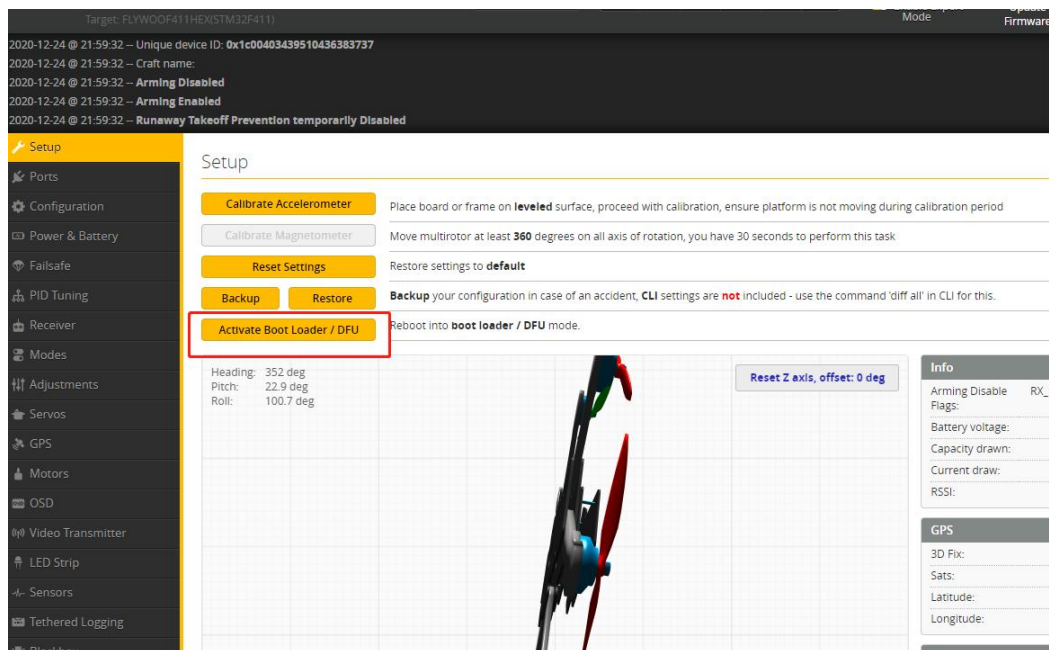 Target: FLYWOOF411HEX(STM32F411)
Mode
Firmware
2020-12-24 @ 21:59:32 -- Unique device ID: 0x1c00403439510436383737
2020-12-24 @ 21:59:32 -- Craft name:
2020-12-24 @ 21:59:32 -- Arming Disabled
2020-12-24 @ 21:59:32 -- Arming Enabled
2020-12-24 @ 21:59:32 -- Runaway Takeoff Prevention temporarily Disabled
Setup
Ports
Configuration
Power & Battery
Failsafe
PID Tuning
Receiver
Modes
Adjustments
Servos
GPS
Motors
OSD
Video Transmitter
LED Strip
Sensors
Tethered Logging
Setup
Calibrate Accelerometer
Place board or frame on leveled surface, proceed with calibration, ensure platform is not moving during calibration period
Calibrate Magnetometer
Move multirotor at least 360 degrees on all axis of rotation, you have 30 seconds to perform this task
Reset Settings
Restore settings to default
Backup
Restore
Backup your configuration in case of an accident, CLI settings are not included - use the command 'diff all' in CLI for this.
Activate Boot Loader / DFU
Reboot into boot loader / DFU mode.
Heading: 352 deg
Pitch: 22.9 deg
Roll: 100.7 deg
Reset Z axis, offset: 0 deg
Info
Arming Disable RX_
Flags:
Battery voltage:
Capacity drawn:
Current draw:
RSSI:
GPS
3D Fix:
Sats:
Latitude:
Longitude: